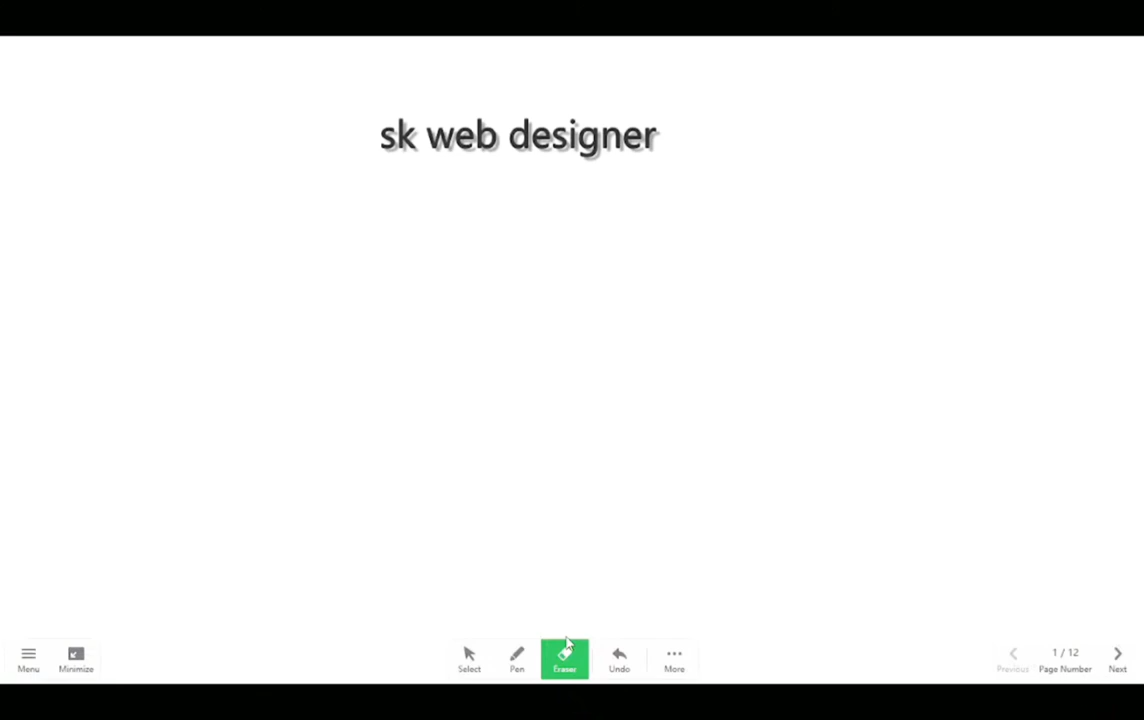 sk web designer
Menu
Minimize
Select
Pen
Eraser
Undo
More
Previous
1 / 12
Page Number
Next